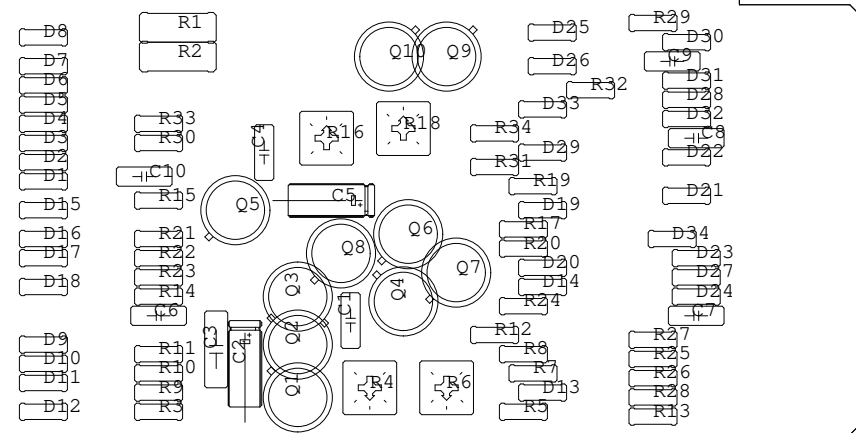 D8
D7
D6
D5
D4
D3
D2
D1
D15
D16
D17
D18
D9
D10
D11
D12
R1
R2
R33
R30
C10
R15
R21
R22
R23
R14
C6
R11
R10
R9
R3
C4
Q5
C3
C2
Q3
Q2
Q1
R16
R18
C5
Q10
Q9
Q8
Q6
Q4
Q7
C1
R4
R6
D25
D26
R32
D33
R34
D29
R31
R19
D19
R17
R20
D20
D14
R24
R12
R8
R7
D13
R5
R29
D30
C9
D31
D28
D32
C8
D22
D21
D34
D23
D27
D24
C7
R27
R25
R26
R28
R13